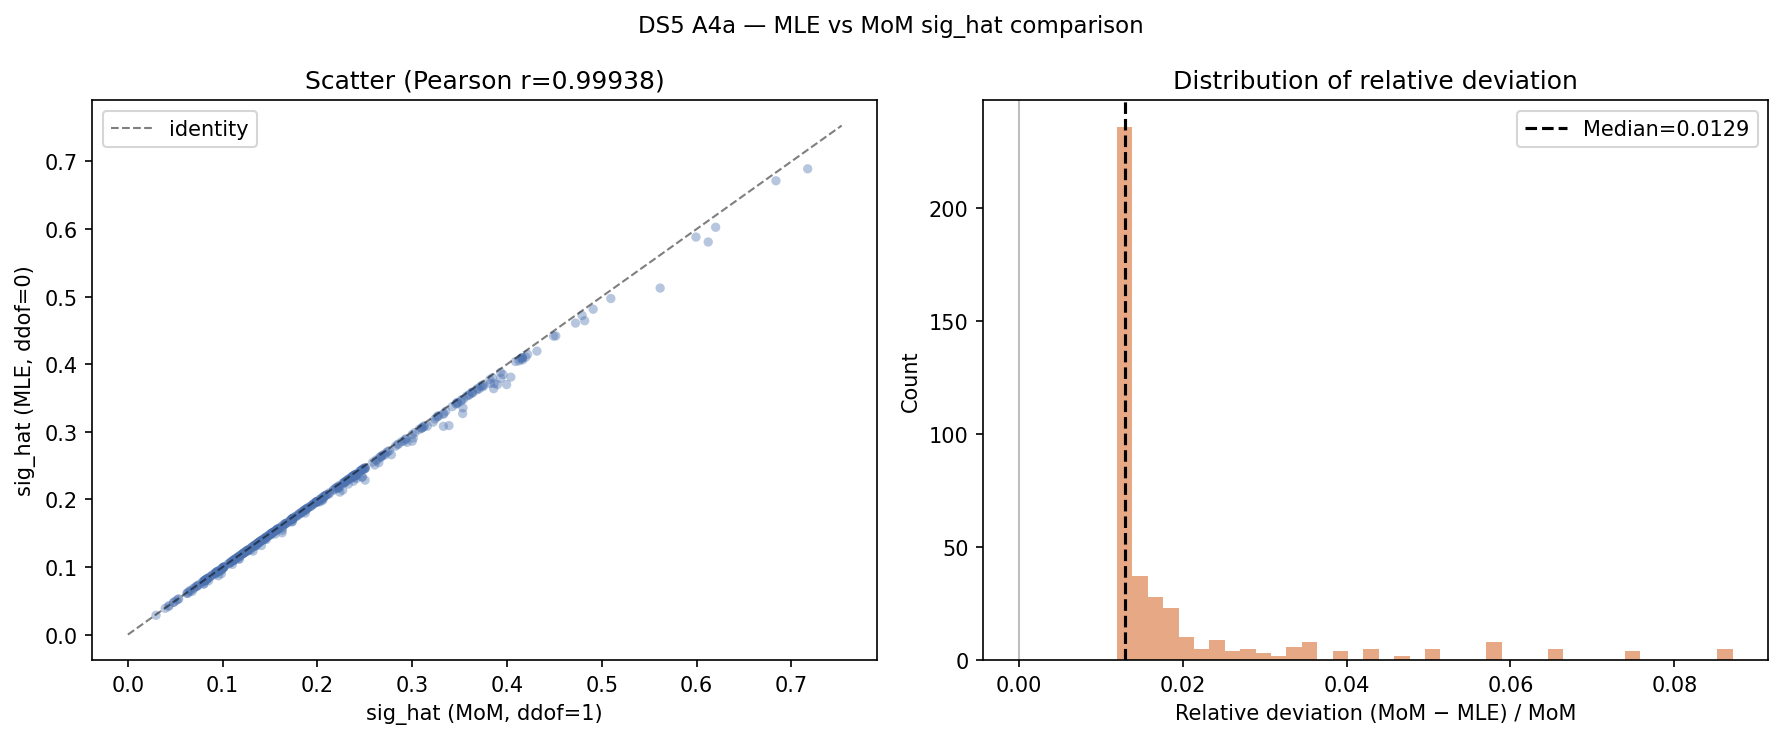 DS5 A4a — MLE vs MoM sig_hat comparison
Scatter (Pearson r=0.99938)
identity
sig_hat (MLE, ddof=0)
0.7
0.6
0.5
0.4
0.3
0.2
0.1
0.0
0.0 0.1 0.2 0.3 0.4 0.5 0.6 0.7
sig_hat (MoM, ddof=1)
Distribution of relative deviation
Median=0.0129
Count
200
150
100
50
0
0.00 0.02 0.04 0.06 0.08
Relative deviation (MoM − MLE) / MoM